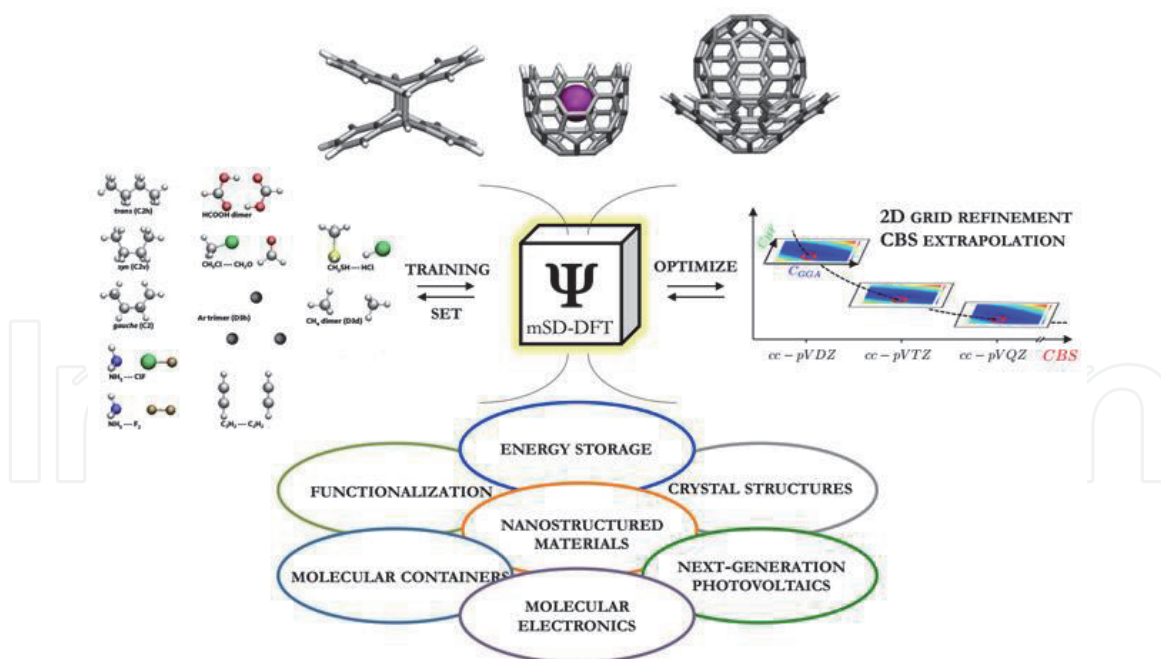 trans (C2h)
HCOOH dimer
syn (C2v)
CH₃Cl --- CH₂O
CH₃SH --- HCl
gauche (C2)
Ar trimer (D3h)
CH₄ dimer (D3d)
NH₃ --- ClF
NH₃ --- F₂
C₂H₂ --- C₂H₂
TRAINING
SET
Ψ
mSD-DFT
OPTIMIZE
2D GRID REFINEMENT
CBS EXTRAPOLATION
C_HF
C_GGA
cc – pVDZ
cc – pVTZ
cc – pVQZ
CBS
ENERGY STORAGE
FUNCTIONALIZATION
CRYSTAL STRUCTURES
NANOSTRUCTURED
MATERIALS
MOLECULAR CONTAINERS
NEXT-GENERATION
PHOTOVOLTAICS
MOLECULAR
ELECTRONICS